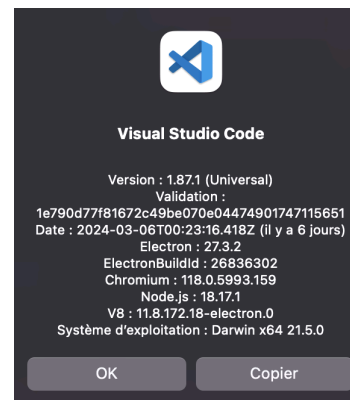 Visual Studio Code
Version : 1.87.1 (Universal)
Validation :
1e790d77f81672c49be070e04474901747115651
Date : 2024-03-06T00:23:16.418Z (il y a 6 jours)
Electron : 27.3.2
ElectronBuildId : 26836302
Chromium : 118.0.5993.159
Node.js : 18.17.1
V8 : 11.8.172.18-electron.0
Système d’exploitation : Darwin x64 21.5.0
OK
Copier